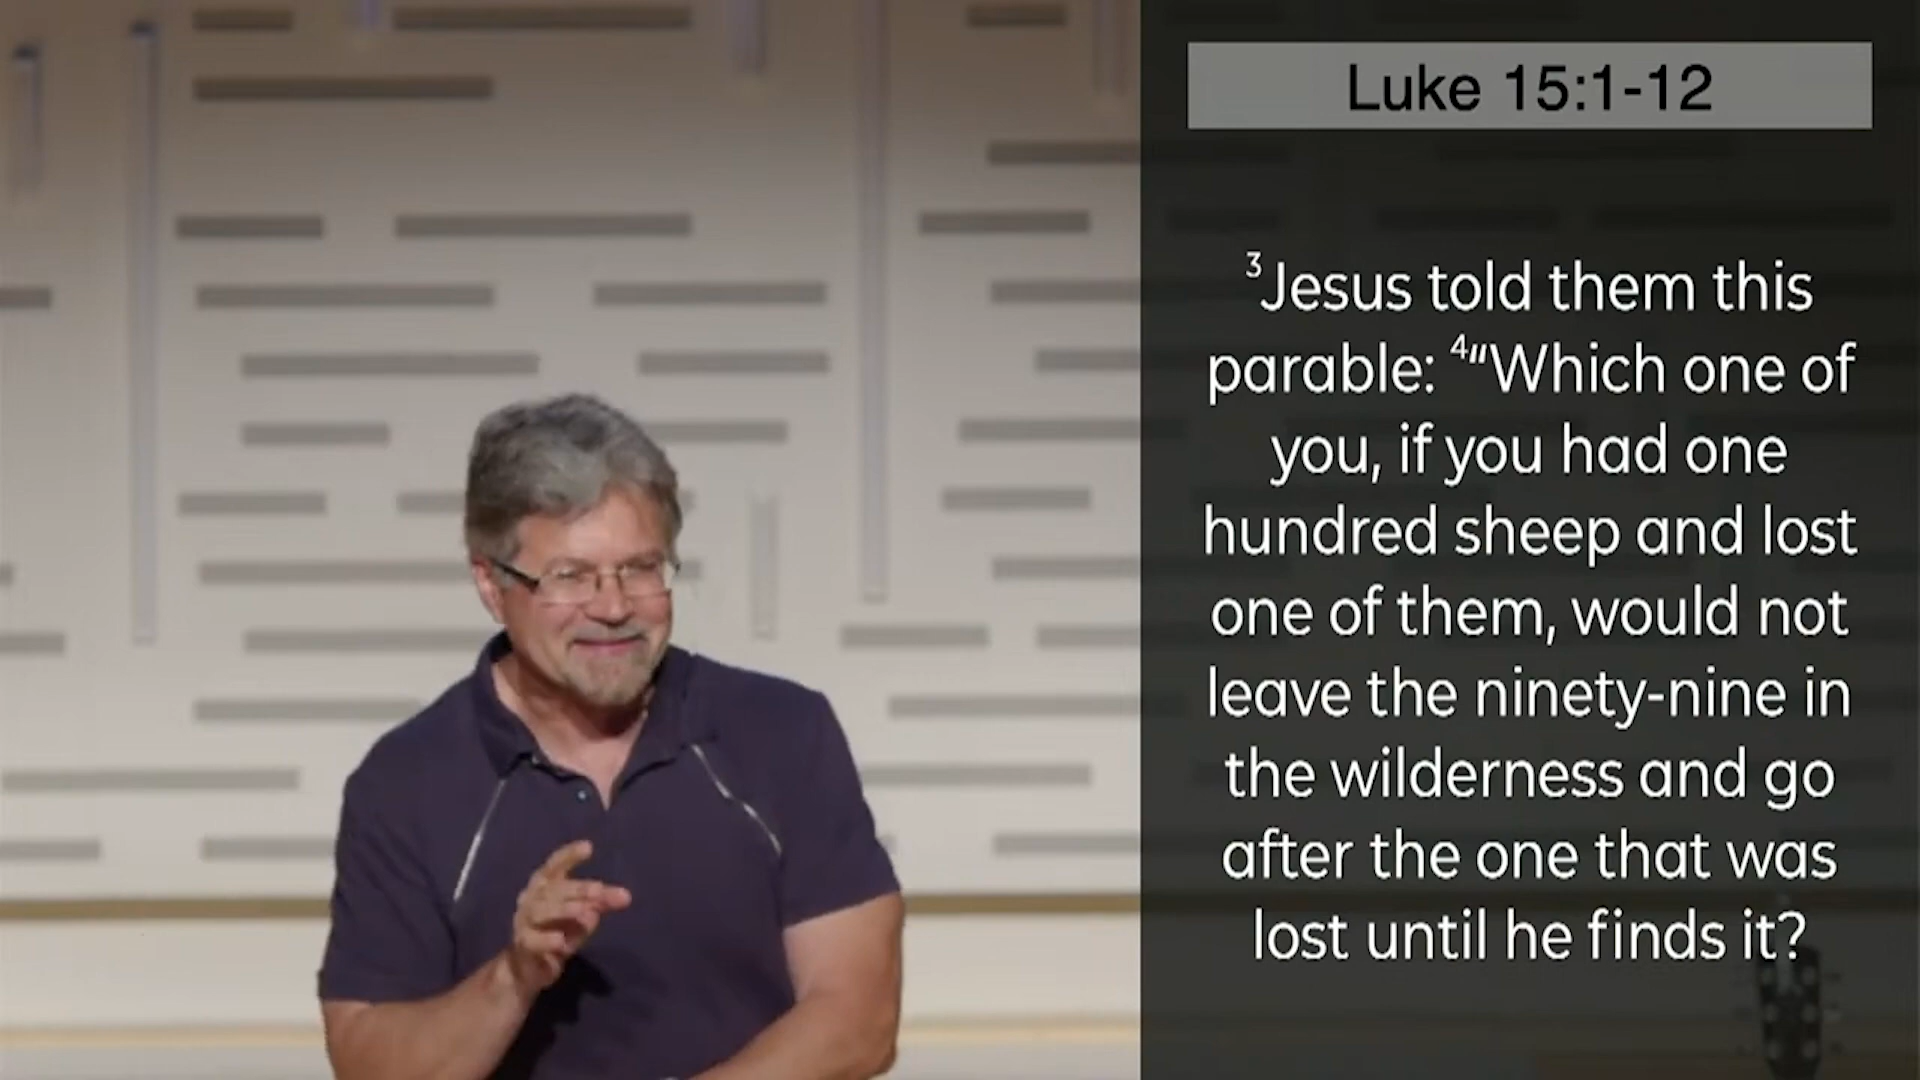 Luke 15:1-12
³Jesus told them this
parable: ⁴“Which one of
you, if you had one
hundred sheep and lost
one of them, would not
leave the ninety-nine in
the wilderness and go
after the one that was
lost until he finds it?